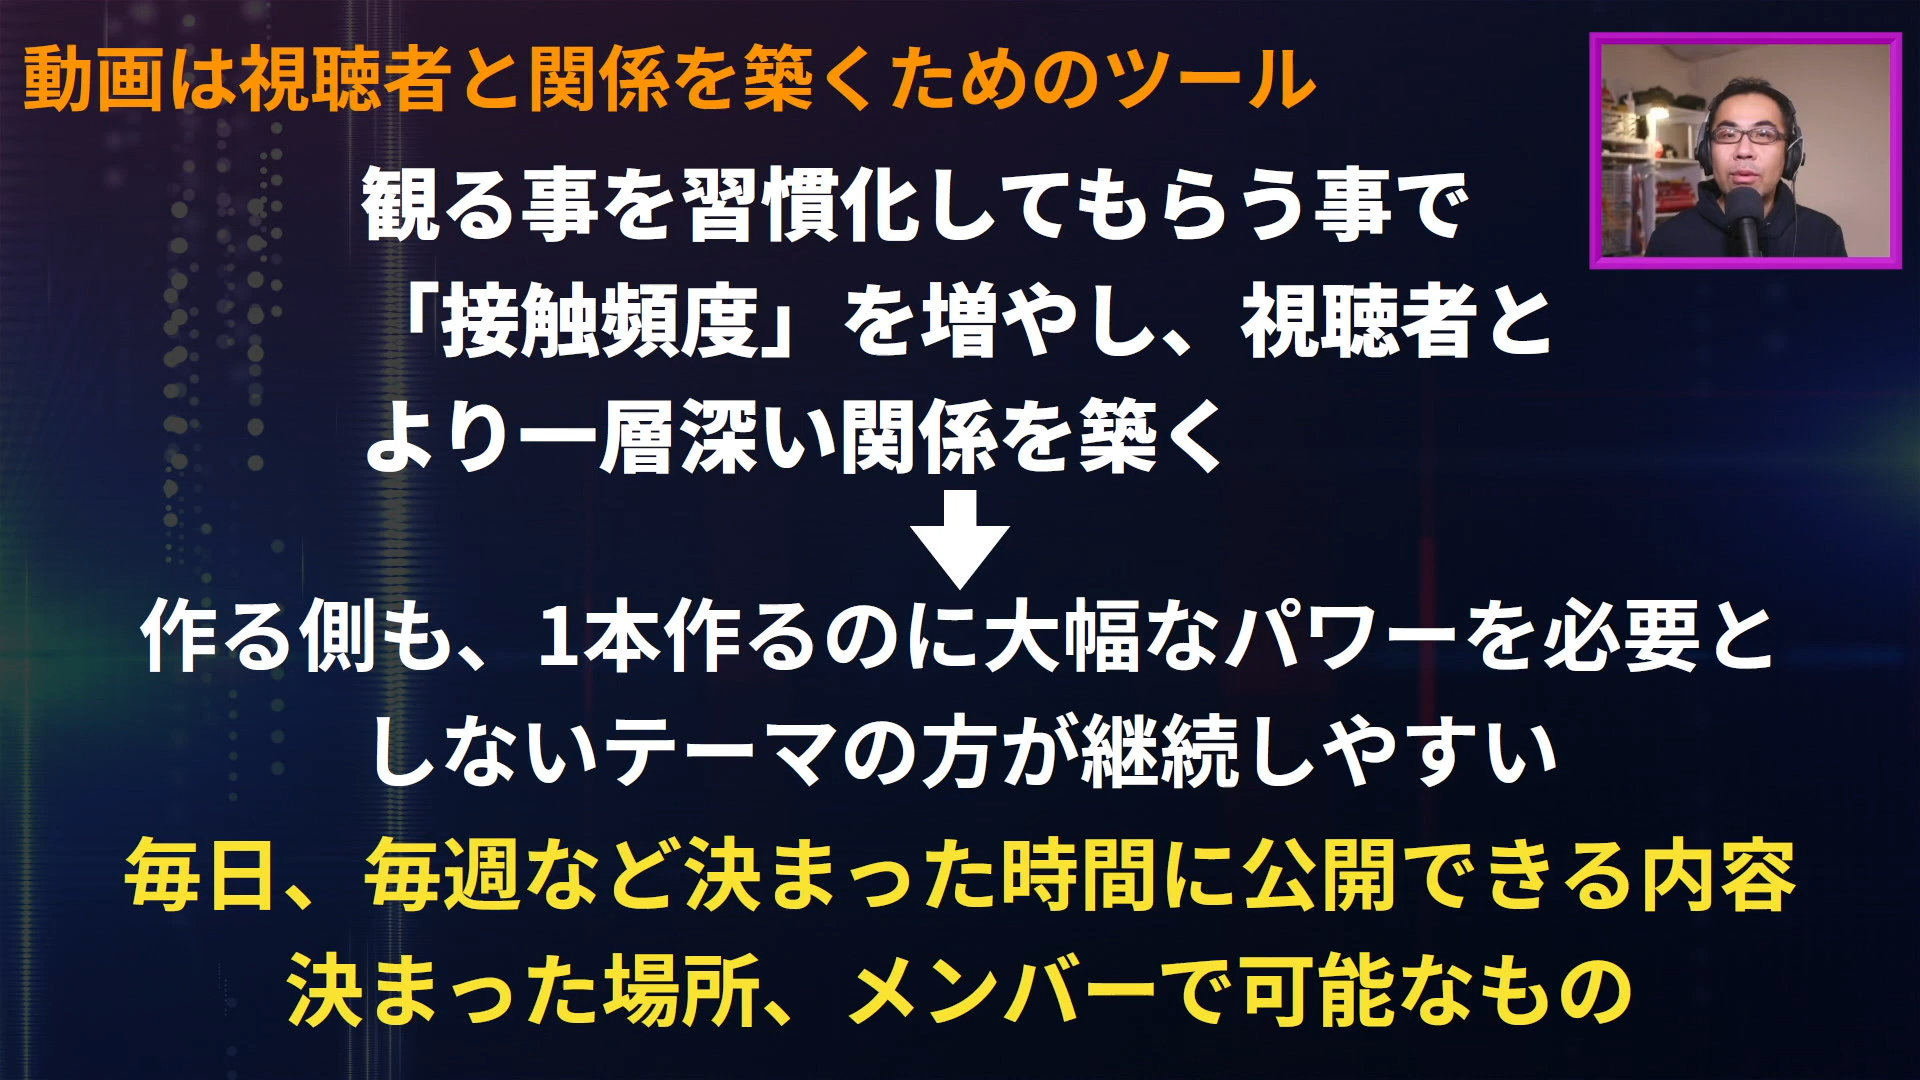 動画は視聴者と関係を築くためのツール
観る事を習慣化してもらう事で
「接触頻度」を増やし、視聴者と
より一層深い関係を築く
作る側も、1本作るのに大幅なパワーを必要と
しないテーマの方が継続しやすい
毎日、毎週など決まった時間に公開できる内容
決まった場所、メンバーで可能なもの